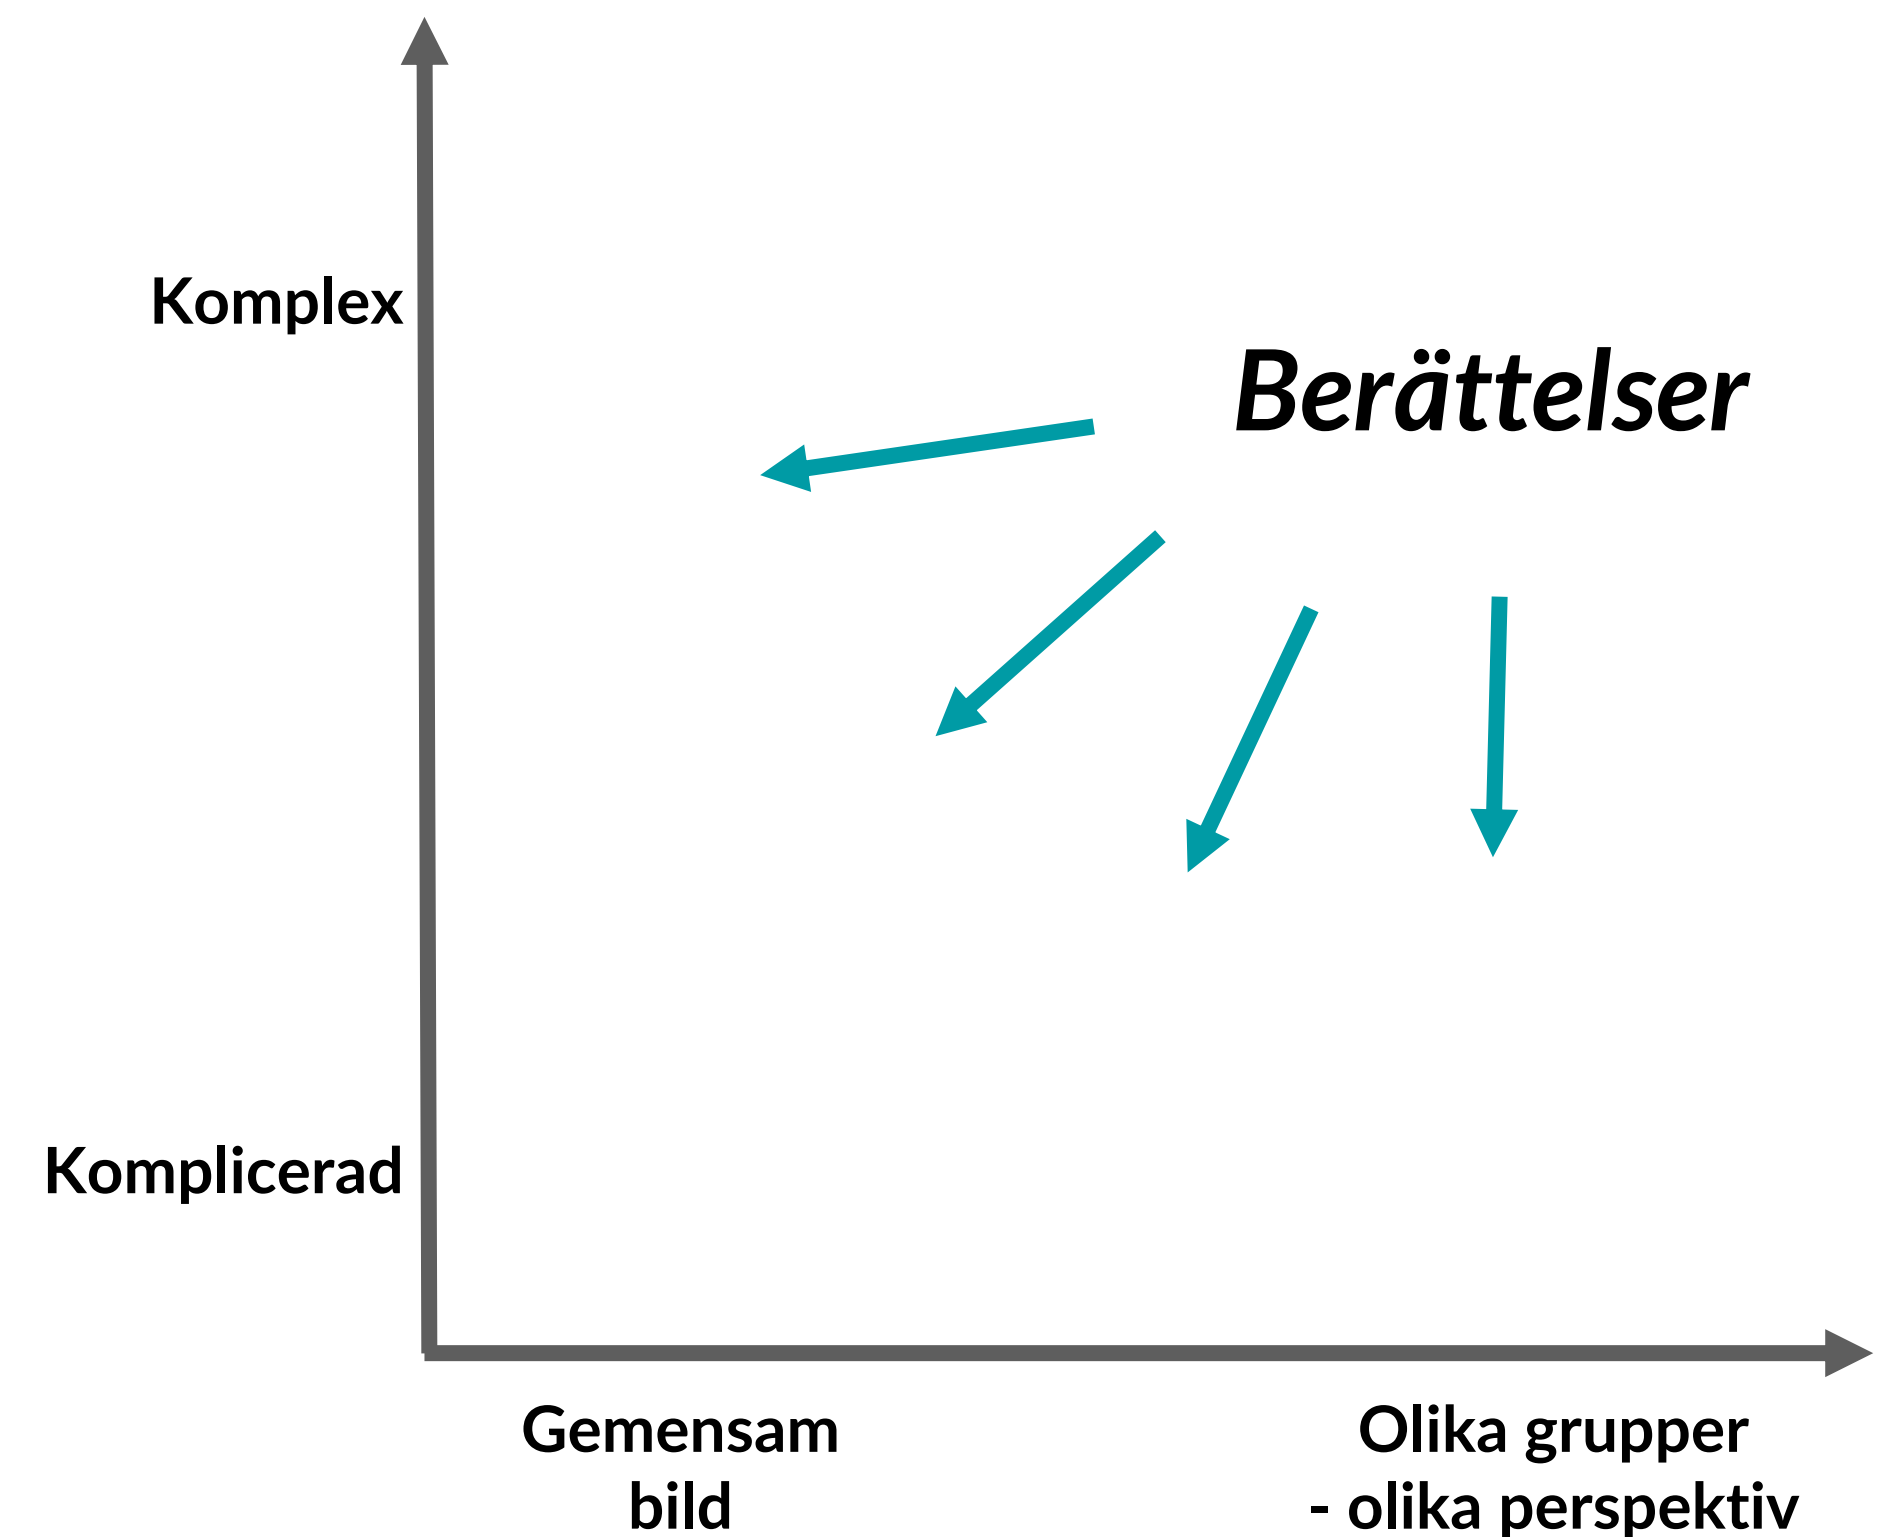 Komplex
Berättelser
Komplicerad
Gemensam
bild
Olika grupper
- olika perspektiv